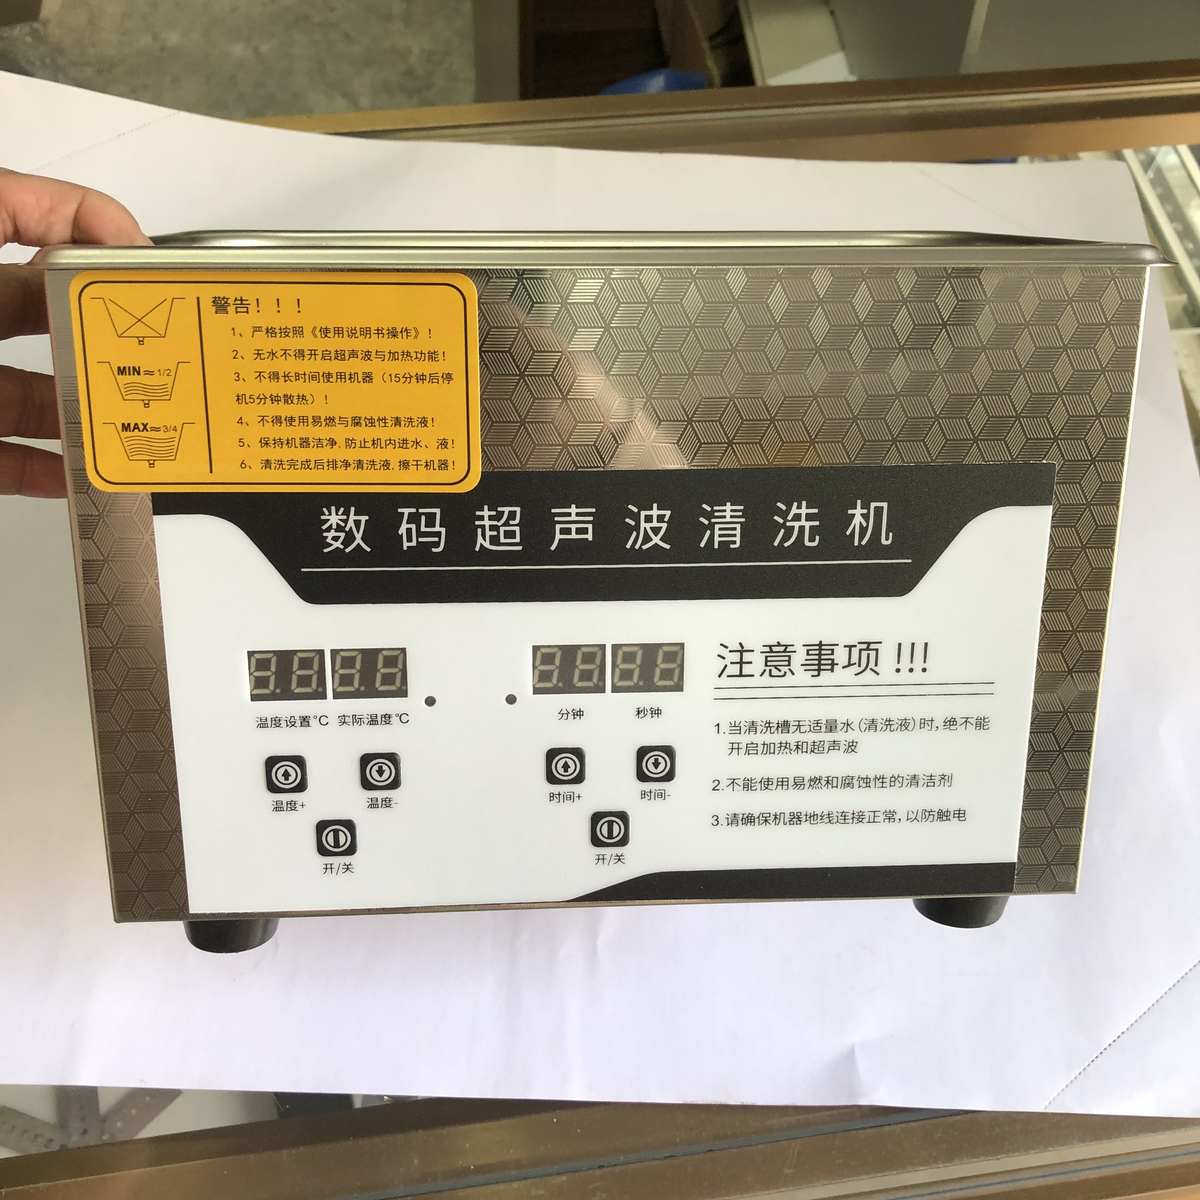 警告！！！
1、严格按照《使用说明书操作》！
2、无水不得开启超声波与加热功能！
3、不得长时间使用机器（15分钟后停
机5分钟散热）！
4、不得使用易燃与腐蚀性清洗液！
5、保持机器洁净，防止机内进水、液！
6、清洗完成后排净清洗液，擦干机器！
MIN≈1/2
MAX≈3/4
数码超声波清洗机
温度设置°C 实际温度°C
温度+
温度-
开/关
分钟
秒钟
时间+
时间-
开/关
注意事项!!!
1.当清洗槽无适量水(清洗液)时，绝不能
开启加热和超声波
2.不能使用易燃和腐蚀性的清洁剂
3.请确保机器地线连接正常，以防触电